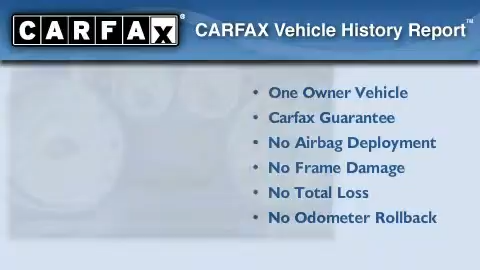 CARFAX® CARFAX Vehicle History Report™
• One Owner Vehicle
• Carfax Guarantee
• No Airbag Deployment
• No Frame Damage
• No Total Loss
• No Odometer Rollback